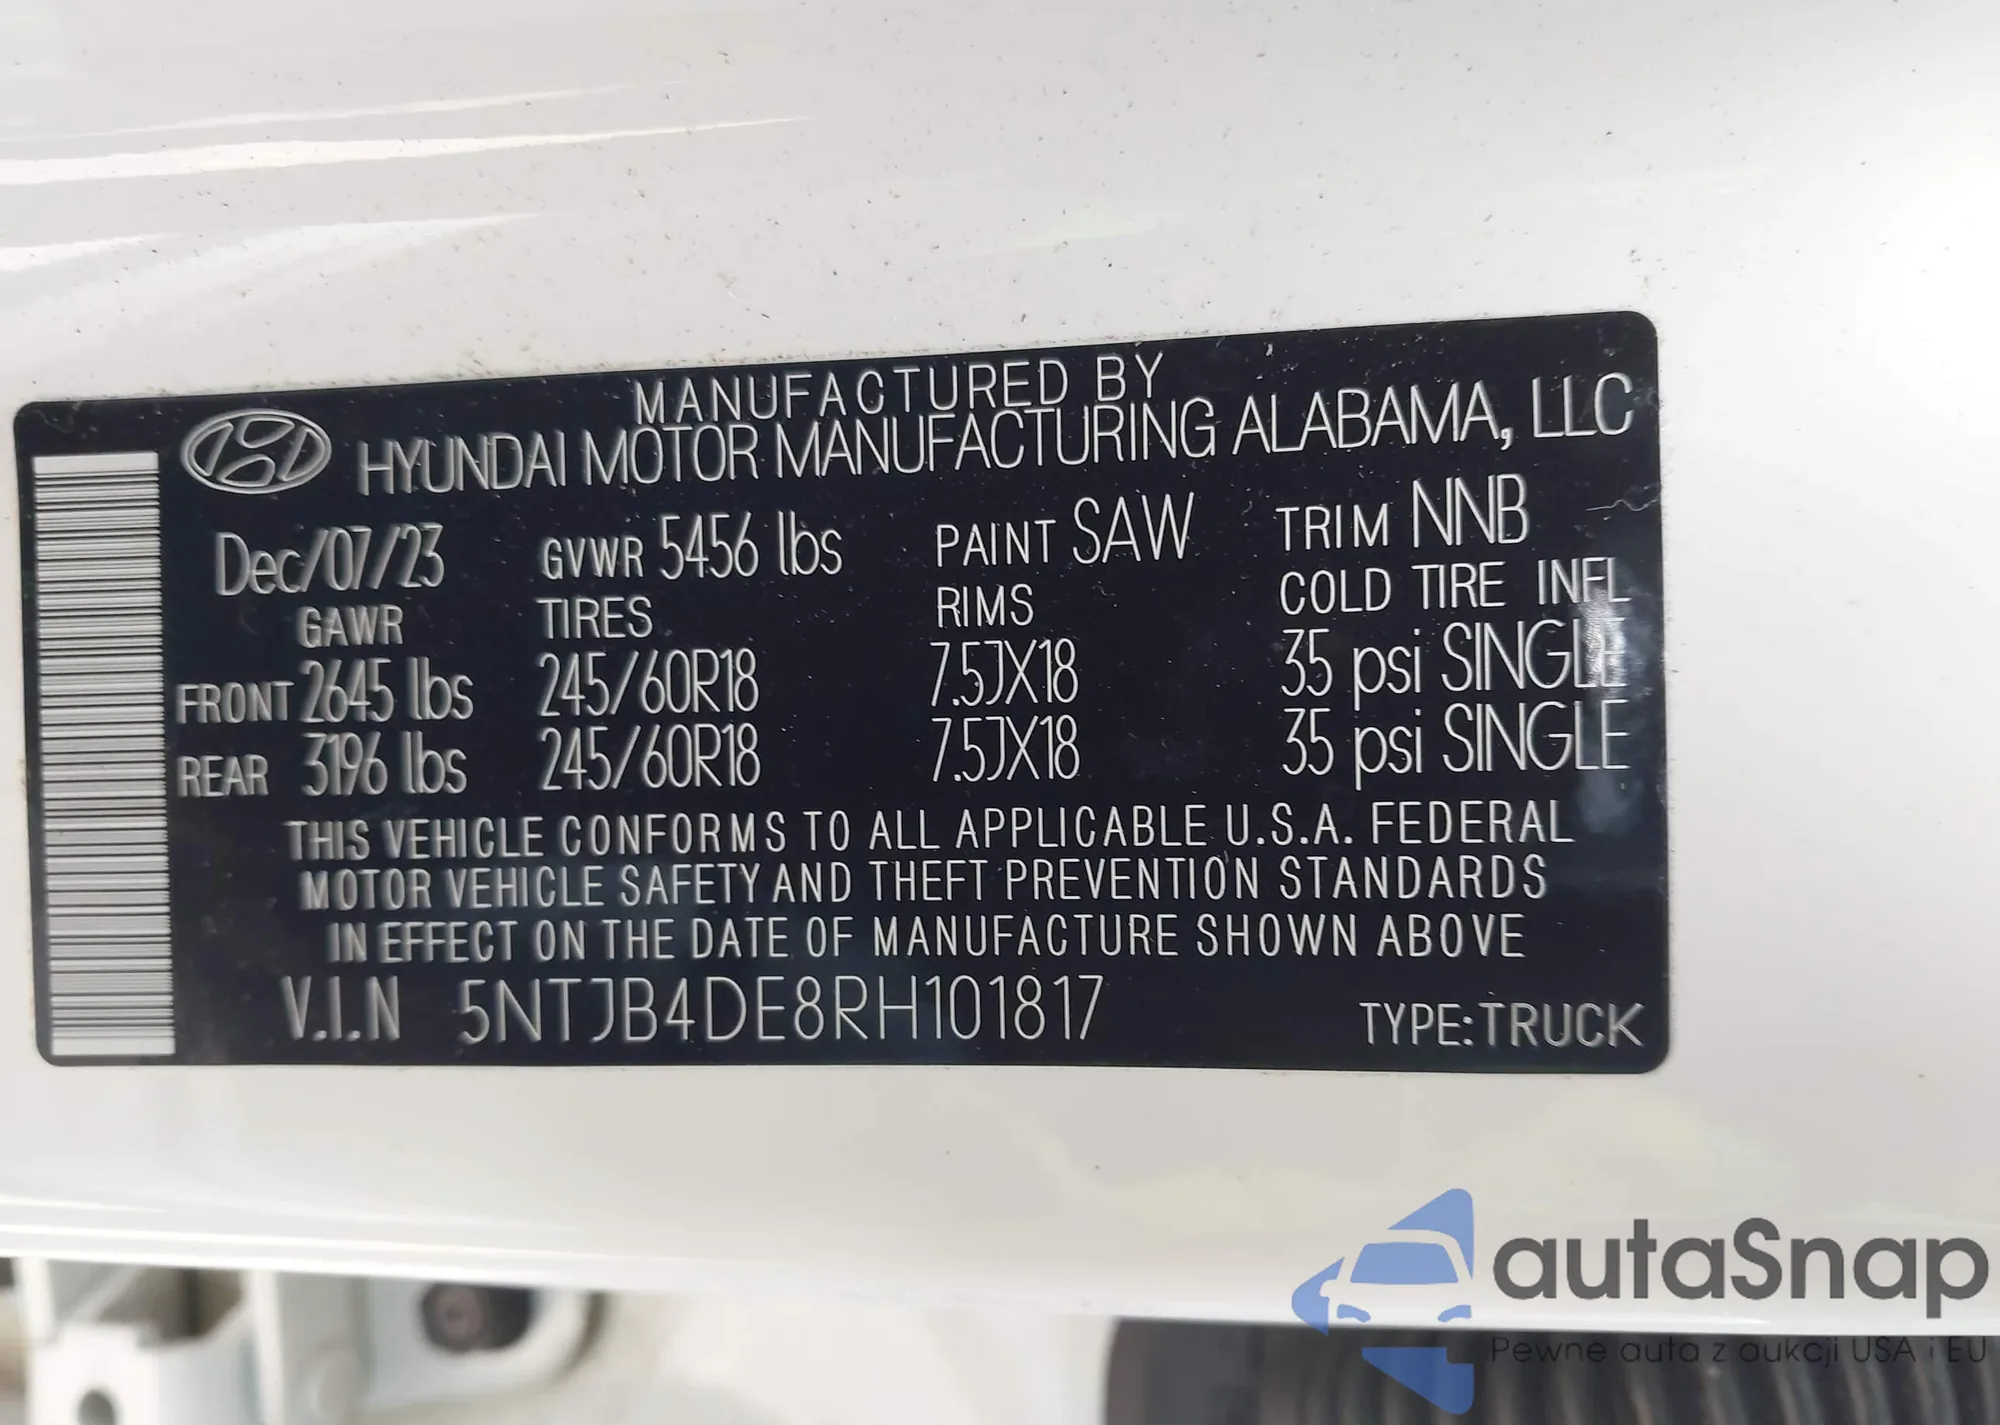 MANUFACTURED BY
HYUNDAI MOTOR MANUFACTURING ALABAMA, LLC
Dec/07/23 GVWR 5456 lbs PAINT SAW TRIM NNB
GAWR TIRES RIMS COLD TIRE INFL
FRONT 2645 lbs 245/60R18 7.5JX18 35 psi SINGLE
REAR 3196 lbs 245/60R18 7.5JX18 35 psi SINGLE
THIS VEHICLE CONFORMS TO ALL APPLICABLE U.S.A. FEDERAL
MOTOR VEHICLE SAFETY AND THEFT PREVENTION STANDARDS
IN EFFECT ON THE DATE OF MANUFACTURE SHOWN ABOVE
V.I.N 5NTJB4DE8RH101817 TYPE:TRUCK
autaSnap
Pewne auta z aukcji USA i EU